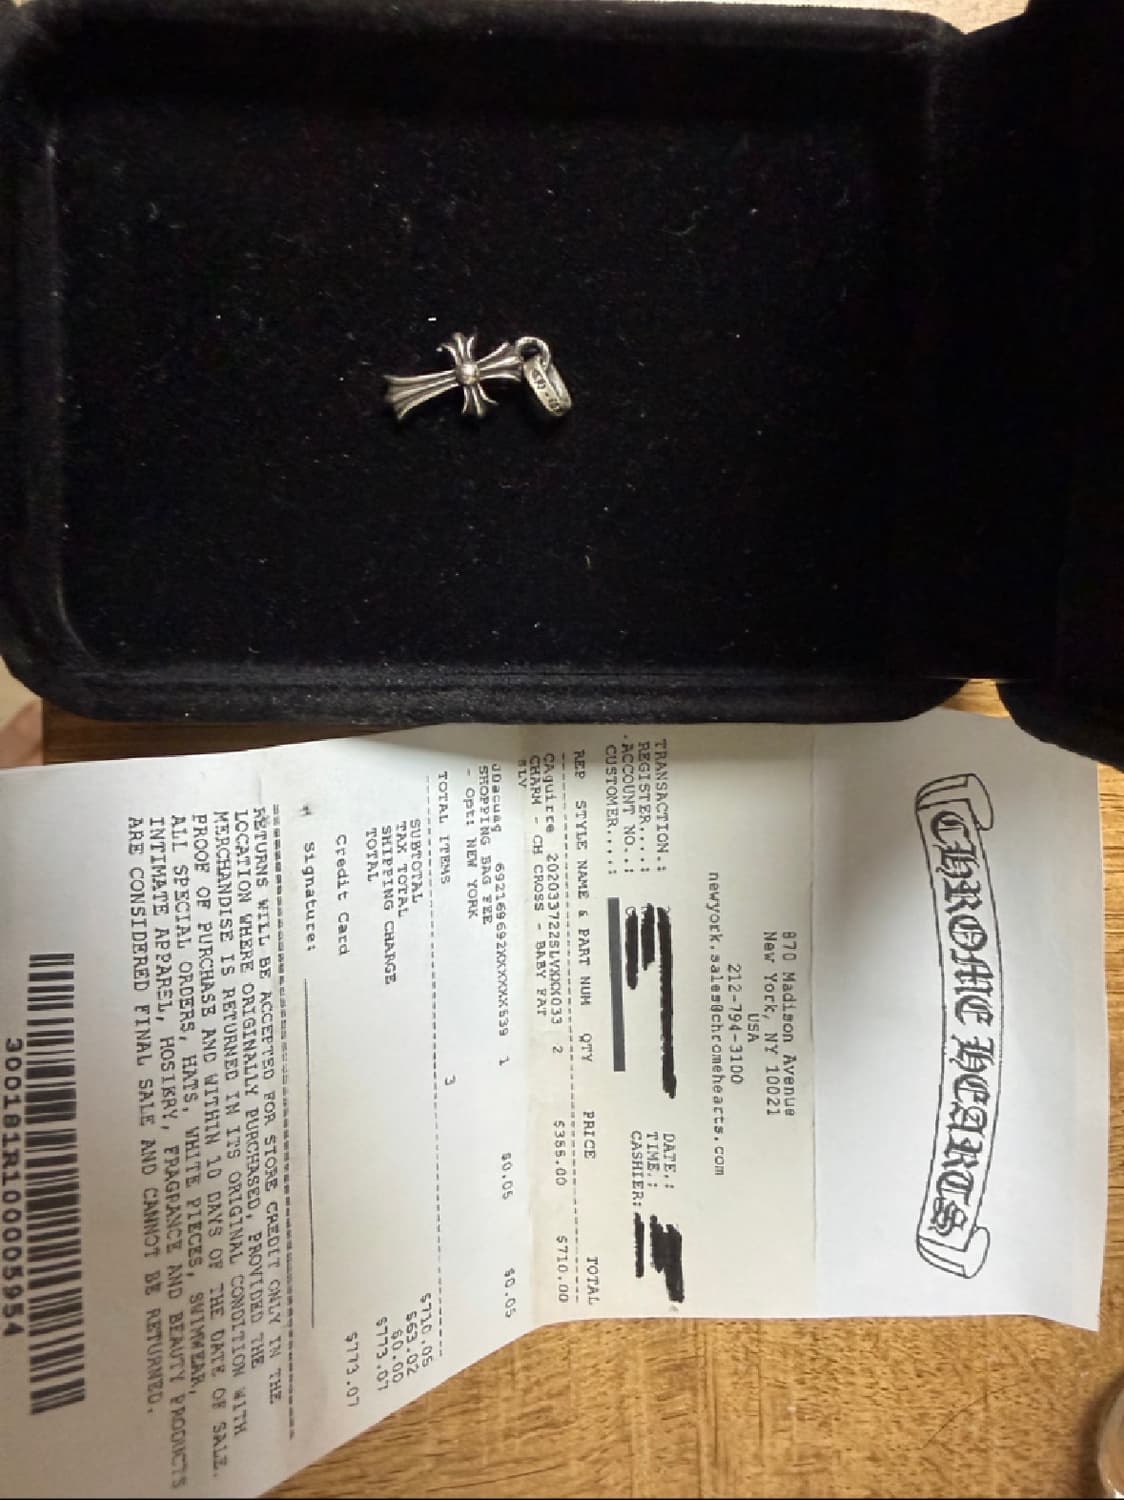 CHROME HEARTS
870 Madison Avenue
New York, NY 10021
USA
212-794-3100
newyork.sales@chromehearts.com
TRANSACTION.: DATE.:
REGISTER....: TIME.:
ACCOUNT NO..: CASHIER:
CUSTOMER....:
REP STYLE NAME & PART NUM QTY PRICE TOTAL
CAguirre 202033722SLVXXX033 2 $355.00 $710.00
CHARM - CH CROSS - BABY FAT
SLV
JDacuag 692169692XXXXXX539 1 $0.05 $0.05
SHOPPING BAG FEE
- Opt: NEW YORK
TOTAL ITEMS 3
SUBTOTAL $710.05
TAX TOTAL $63.02
SHIPPING CHARGE $0.00
TOTAL $773.07
Credit Card $773.07
Signature:
RETURNS WILL BE ACCEPTED FOR STORE CREDIT ONLY IN THE
LOCATION WHERE ORIGINALLY PURCHASED, PROVIDED THE
MERCHANDISE IS RETURNED IN ITS ORIGINAL CONDITION WITH
PROOF OF PURCHASE AND WITHIN 10 DAYS OF THE DATE OF SALE.
ALL SPECIAL ORDERS, HATS, WHITE PIECES, SWIMWEAR,
INTIMATE APPAREL, HOSIERY, FRAGRANCE AND BEAUTY PRODUCTS
ARE CONSIDERED FINAL SALE AND CANNOT BE RETURNED.
30D181R10005954